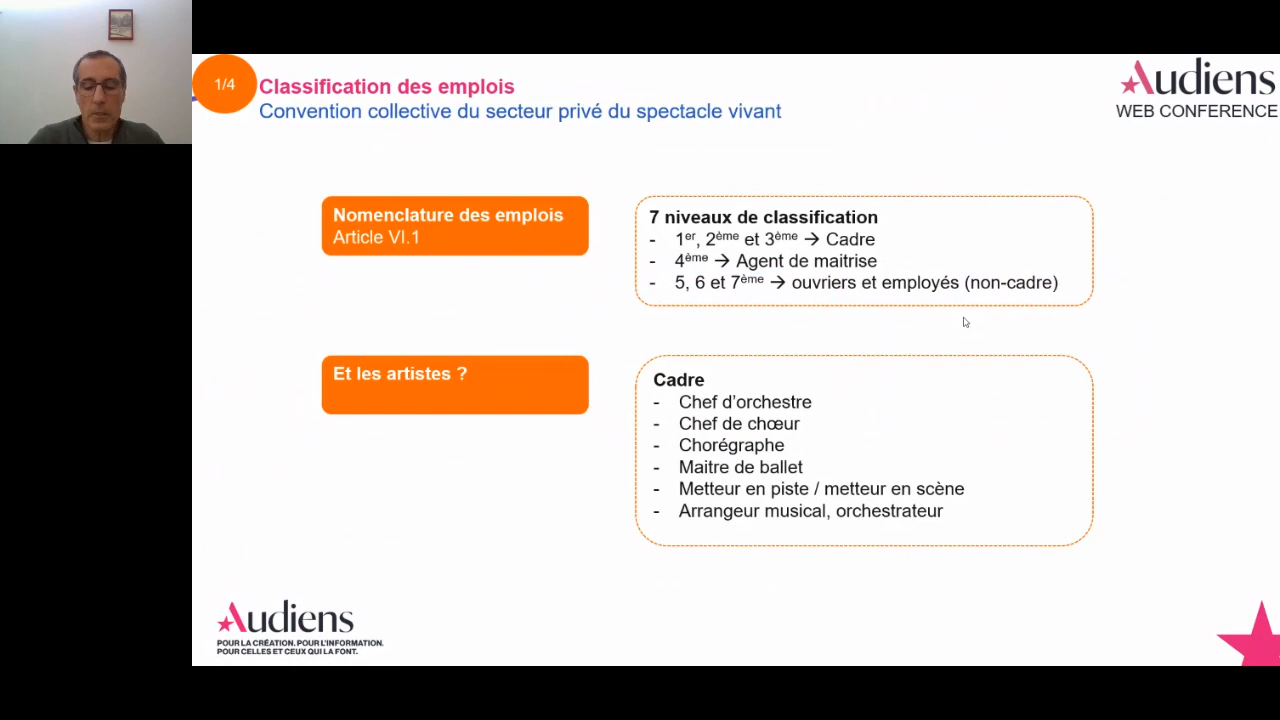 1/4
Classification des emplois
Convention collective du secteur privé du spectacle vivant
Audiens
WEB CONFERENCE
Nomenclature des emplois
Article VI.1
7 niveaux de classification
- 1er, 2ème et 3ème → Cadre
- 4ème → Agent de maitrise
- 5, 6 et 7ème → ouvriers et employés (non-cadre)
Et les artistes ?
Cadre
- Chef d'orchestre
- Chef de chœur
- Chorégraphe
- Maitre de ballet
- Metteur en piste / metteur en scène
- Arrangeur musical, orchestrateur
Audiens
POUR LA CRÉATION. POUR L'INFORMATION.
POUR CELLES ET CEUX QUI LA FONT.